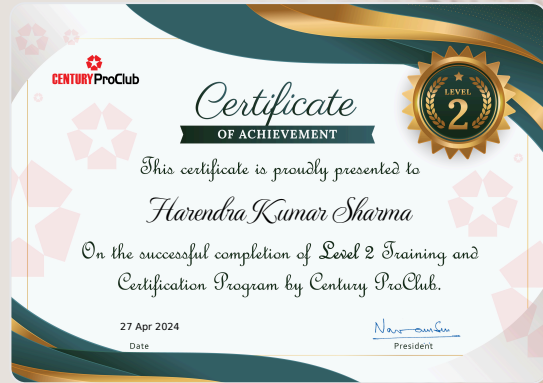 CENTURY ProClub
Certificate
OF ACHIEVEMENT
LEVEL
2
This certificate is proudly presented to
Harendra Kumar Sharma
On the successful completion of Level 2 Training and
Certification Program by Century ProClub.
27 Apr 2024
Date
President